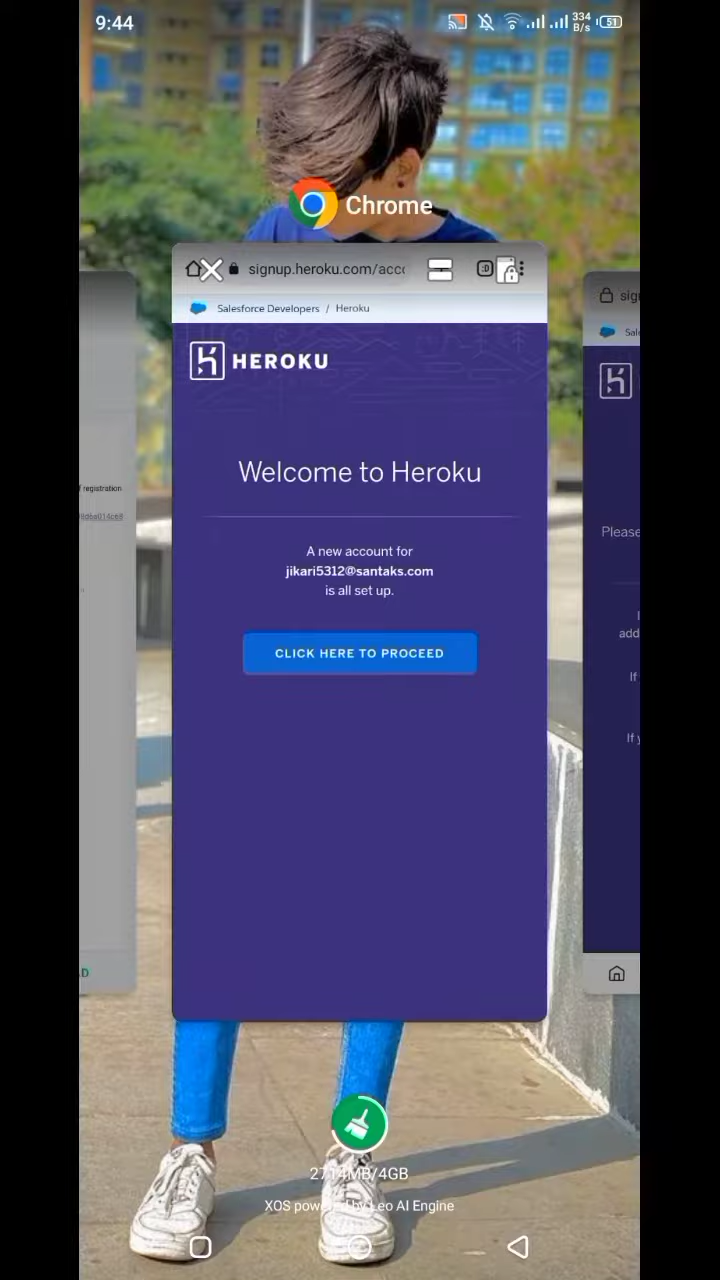 9:44
334
B/s
51
Chrome
signup.heroku.com/acc
Salesforce Developers / Heroku
HEROKU
Welcome to Heroku
A new account for
jikari5312@santaks.com
is all set up.
CLICK HERE TO PROCEED
f registration
D
sig
Sal
Please
add
If
If y
2714MB/4GB
XOS powered by Leo AI Engine